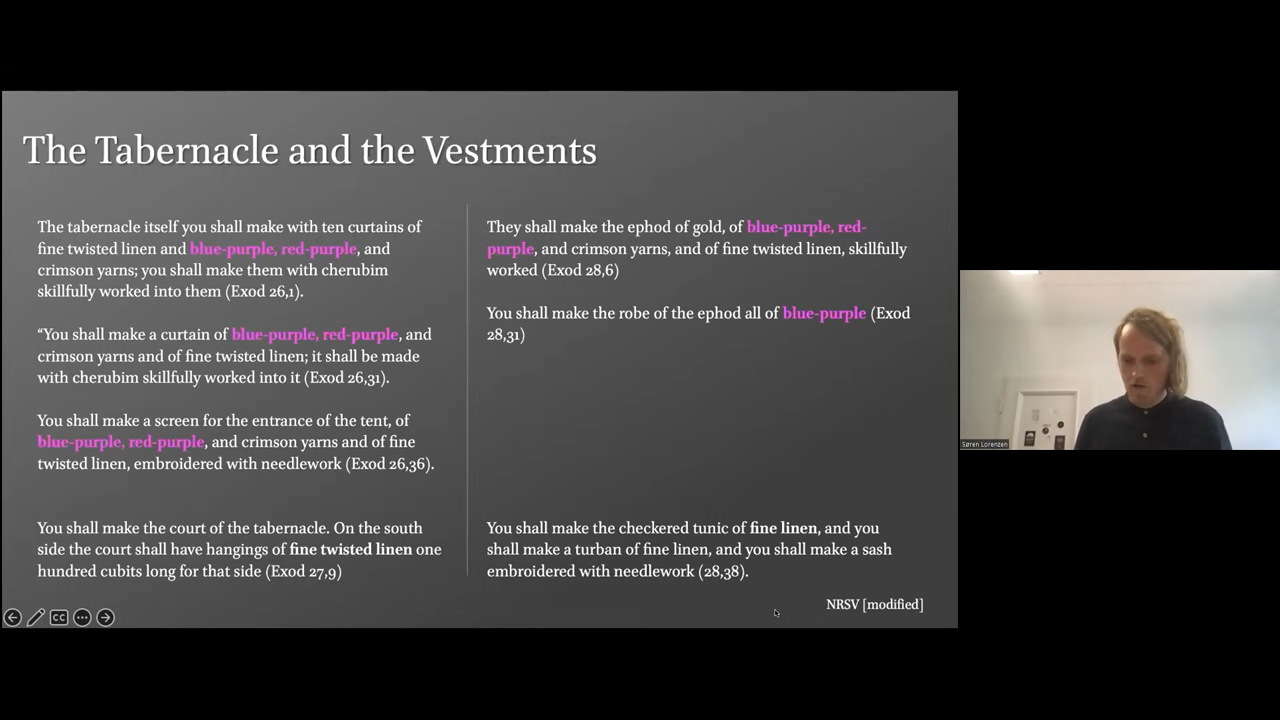 The Tabernacle and the Vestments
The tabernacle itself you shall make with ten curtains of
fine twisted linen and blue-purple, red-purple, and
crimson yarns; you shall make them with cherubim
skillfully worked into them (Exod 26,1).
“You shall make a curtain of blue-purple, red-purple, and
crimson yarns and of fine twisted linen; it shall be made
with cherubim skillfully worked into it (Exod 26,31).
You shall make a screen for the entrance of the tent, of
blue-purple, red-purple, and crimson yarns and of fine
twisted linen, embroidered with needlework (Exod 26,36).
You shall make the court of the tabernacle. On the south
side the court shall have hangings of fine twisted linen one
hundred cubits long for that side (Exod 27,9)
They shall make the ephod of gold, of blue-purple, red-
purple, and crimson yarns, and of fine twisted linen, skillfully
worked (Exod 28,6)
You shall make the robe of the ephod all of blue-purple (Exod
28,31)
You shall make the checkered tunic of fine linen, and you
shall make a turban of fine linen, and you shall make a sash
embroidered with needlework (28,38).
NRSV [modified]
CC
Søren Lorenzen